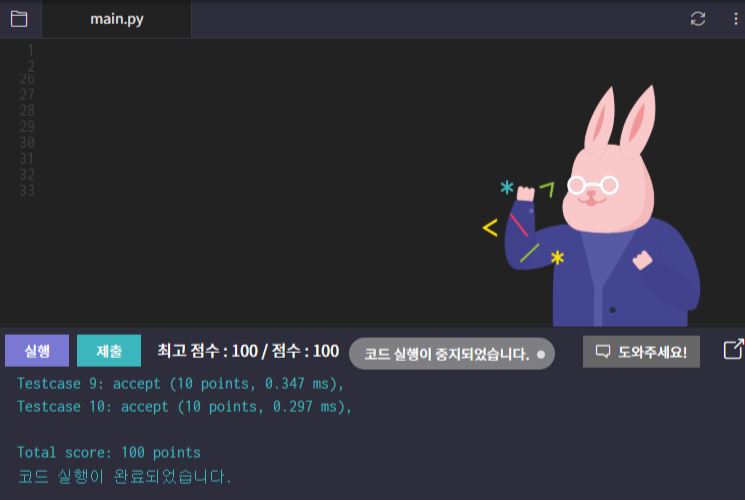 main.py
1
2
26
27
28
29
30
31
32
33
실행 제출 최고 점수 : 100 / 점수 : 100 코드 실행이 중지되었습니다. 도와주세요!
Testcase 9: accept (10 points, 0.347 ms),
Testcase 10: accept (10 points, 0.297 ms),
Total score: 100 points
코드 실행이 완료되었습니다.